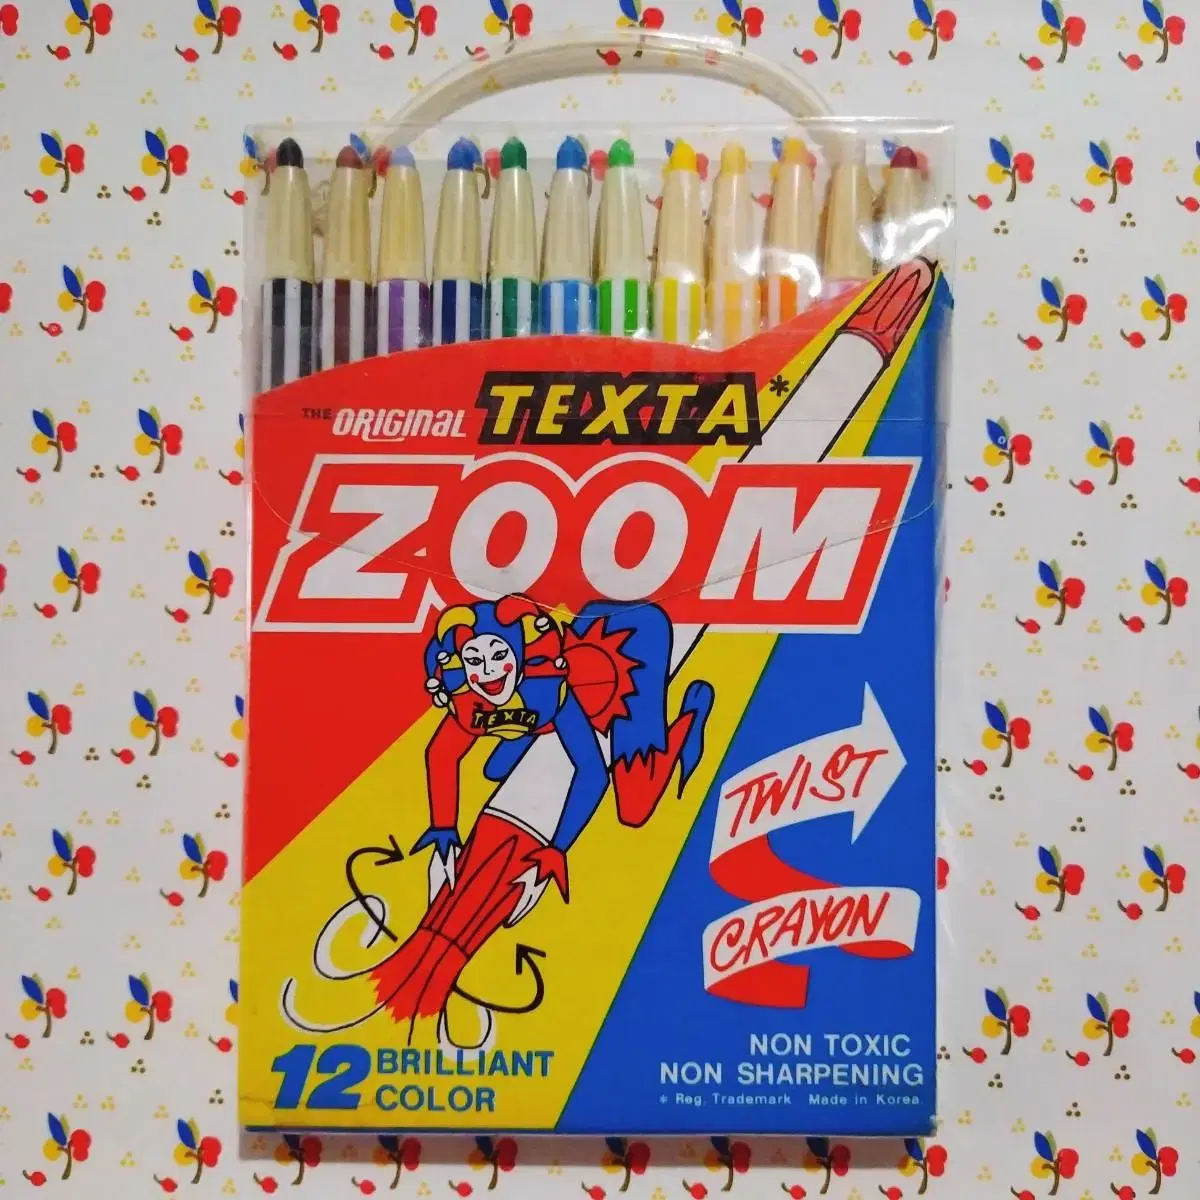 THE ORIGINAL TEXTA*
ZOOM
TEXTA
TWIST
CRAYON
12 BRILLIANT
COLOR
NON TOXIC
NON SHARPENING
* Reg. Trademark Made in Korea